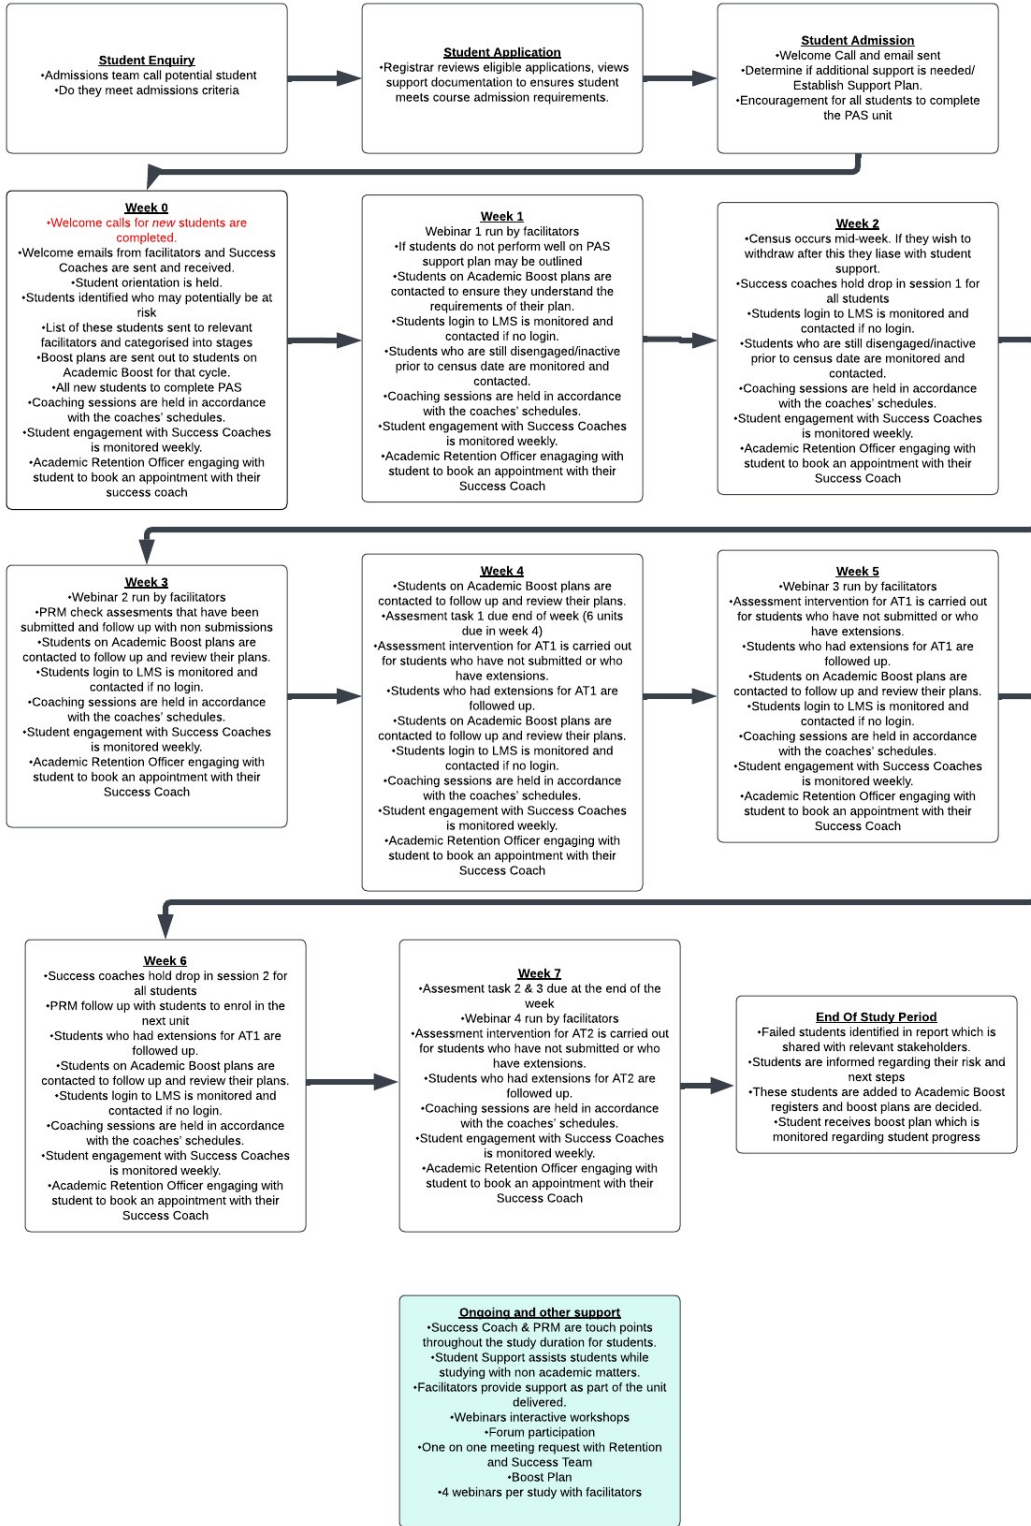 Student Enquiry
•Admissions team call potential student
•Do they meet admissions criteria
Student Application
•Registrar reviews eligible applications, views
support documentation to ensures student
meets course admission requirements.
Student Admission
•Welcome Call and email sent
•Determine if additional support is needed/
Establish Support Plan.
•Encouragement for all students to complete
the PAS unit
Week 0
•Welcome calls for new students are
completed.
•Welcome emails from facilitators and Success
Coaches are sent and received.
•Student orientation is held.
•Students identified who may potentially be at
risk
•List of these students sent to relevant
facilitators and categorised into stages
•Boost plans are sent out to students on
Academic Boost for that cycle.
•All new students to complete PAS
•Coaching sessions are held in accordance
with the coaches' schedules.
•Student engagement with Success Coaches
is monitored weekly.
•Academic Retention Officer engaging with
student to book an appointment with their
success coach
Week 1
Webinar 1 run by facilitators
•If students do not perform well on PAS
support plan may be outlined
•Students on Academic Boost plans are
contacted to ensure they understand the
requirements of their plan.
•Students login to LMS is monitored and
contacted if no login.
•Students who are still disengaged/inactive
prior to census date are monitored and
contacted.
•Coaching sessions are held in accordance
with the coaches' schedules.
•Student engagement with Success Coaches
is monitored weekly.
•Academic Retention Officer engaging with
student to book an appointment with their
Success Coach
Week 2
•Census occurs mid-week. If they wish to
withdraw after this they liase with student
support.
•Success coaches hold drop in session 1 for
all students
•Students login to LMS is monitored and
contacted if no login.
•Students who are still disengaged/inactive
prior to census date are monitored and
contacted.
•Coaching sessions are held in accordance
with the coaches' schedules.
•Student engagement with Success Coaches
is monitored weekly.
•Academic Retention Officer engaging with
student to book an appointment with their
Success Coach
Week 3
•Webinar 2 run by facilitators
•PRM check assesments that have been
submitted and follow up with non submissions
•Students on Academic Boost plans are
contacted to follow up and review their plans.
•Students login to LMS is monitored and
contacted if no login.
•Coaching sessions are held in accordance
with the coaches' schedules.
•Student engagement with Success Coaches
is monitored weekly.
•Academic Retention Officer engaging with
student to book an appointment with their
Success Coach
Week 4
•Students on Academic Boost plans are
contacted to follow up and review their plans.
•Assesment task 1 due end of week (6 units
due in week 4)
•Assessment intervention for AT1 is carried out
for students who have not submitted or who
have extensions.
•Students who had extensions for AT1 are
followed up.
•Students on Academic Boost plans are
contacted to follow up and review their plans.
•Students login to LMS is monitored and
contacted if no login.
•Coaching sessions are held in accordance
with the coaches' schedules.
•Student engagement with Success Coaches
is monitored weekly.
•Academic Retention Officer engaging with
student to book an appointment with their
Success Coach
Week 5
•Webinar 3 run by facilitators
•Assessment intervention for AT1 is carried out
for students who have not submitted or who
have extensions.
•Students who had extensions for AT1 are
followed up.
•Students on Academic Boost plans are
contacted to follow up and review their plans.
•Students login to LMS is monitored and
contacted if no login.
•Coaching sessions are held in accordance
with the coaches' schedules.
•Student engagement with Success Coaches
is monitored weekly.
•Academic Retention Officer engaging with
student to book an appointment with their
Success Coach
Week 6
•Success coaches hold drop in session 2 for
all students
•PRM follow up with students to enrol in the
next unit
•Students who had extensions for AT1 are
followed up.
•Students on Academic Boost plans are
contacted to follow up and review their plans.
•Students login to LMS is monitored and
contacted if no login.
•Coaching sessions are held in accordance
with the coaches' schedules.
•Student engagement with Success Coaches
is monitored weekly.
•Academic Retention Officer engaging with
student to book an appointment with their
Success Coach
Week 7
•Assesment task 2 & 3 due at the end of the
week
•Webinar 4 run by facilitators
•Assessment intervention for AT2 is carried out
for students who have not submitted or who
have extensions.
•Students who had extensions for AT2 are
followed up.
•Coaching sessions are held in accordance
with the coaches' schedules.
•Student engagement with Success Coaches
is monitored weekly.
•Academic Retention Officer engaging with
student to book an appointment with their
Success Coach
End Of Study Period
•Failed students identified in report which is
shared with relevant stakeholders.
•Students are informed regarding their risk and
next steps
•These students are added to Academic Boost
registers and boost plans are decided.
•Student receives boost plan which is
monitored regarding student progress
Ongoing and other support
•Success Coach & PRM are touch points
throughout the study duration for students.
•Student Support assists students while
studying with non academic matters.
•Facilitators provide support as part of the unit
delivered.
•Webinars interactive workshops
•Forum participation
•One on one meeting request with Retention
and Success Team
•Boost Plan
•4 webinars per study with facilitators